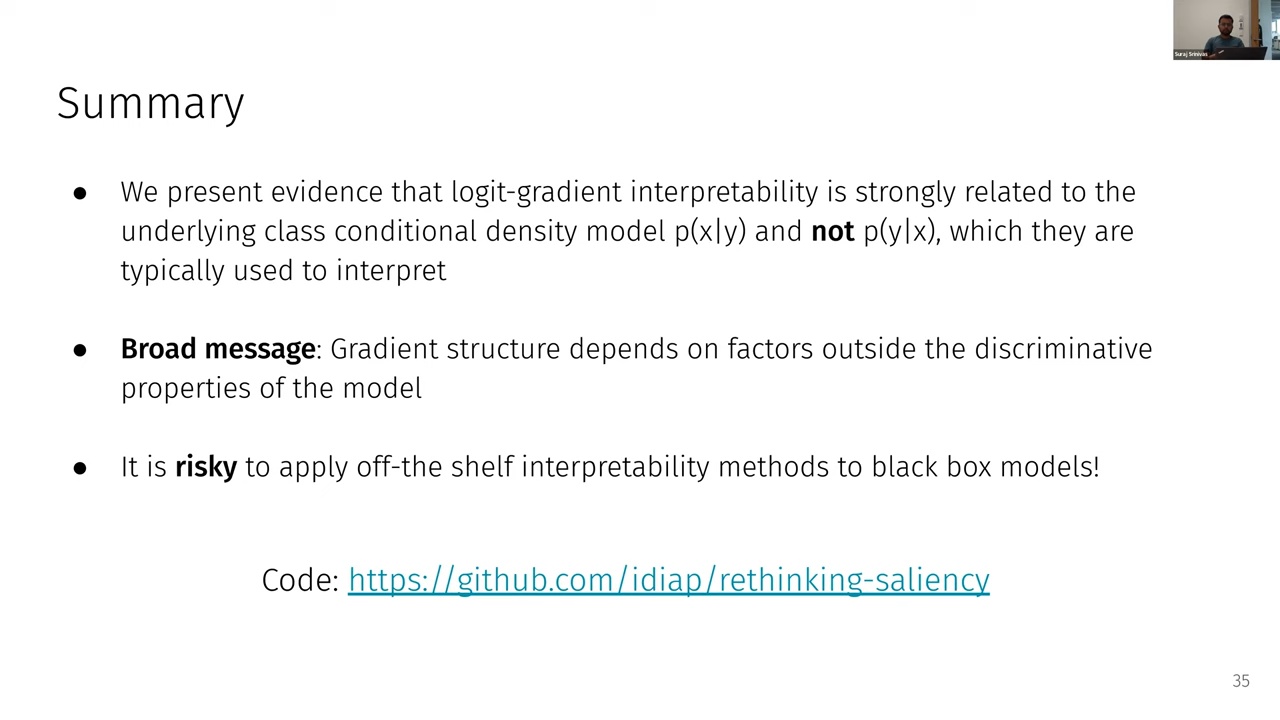 Suraj Srinivas
Summary
● We present evidence that logit-gradient interpretability is strongly related to the
underlying class conditional density model p(x|y) and not p(y|x), which they are
typically used to interpret
● Broad message: Gradient structure depends on factors outside the discriminative
properties of the model
● It is risky to apply off-the shelf interpretability methods to black box models!
Code: https://github.com/idiap/rethinking-saliency
35